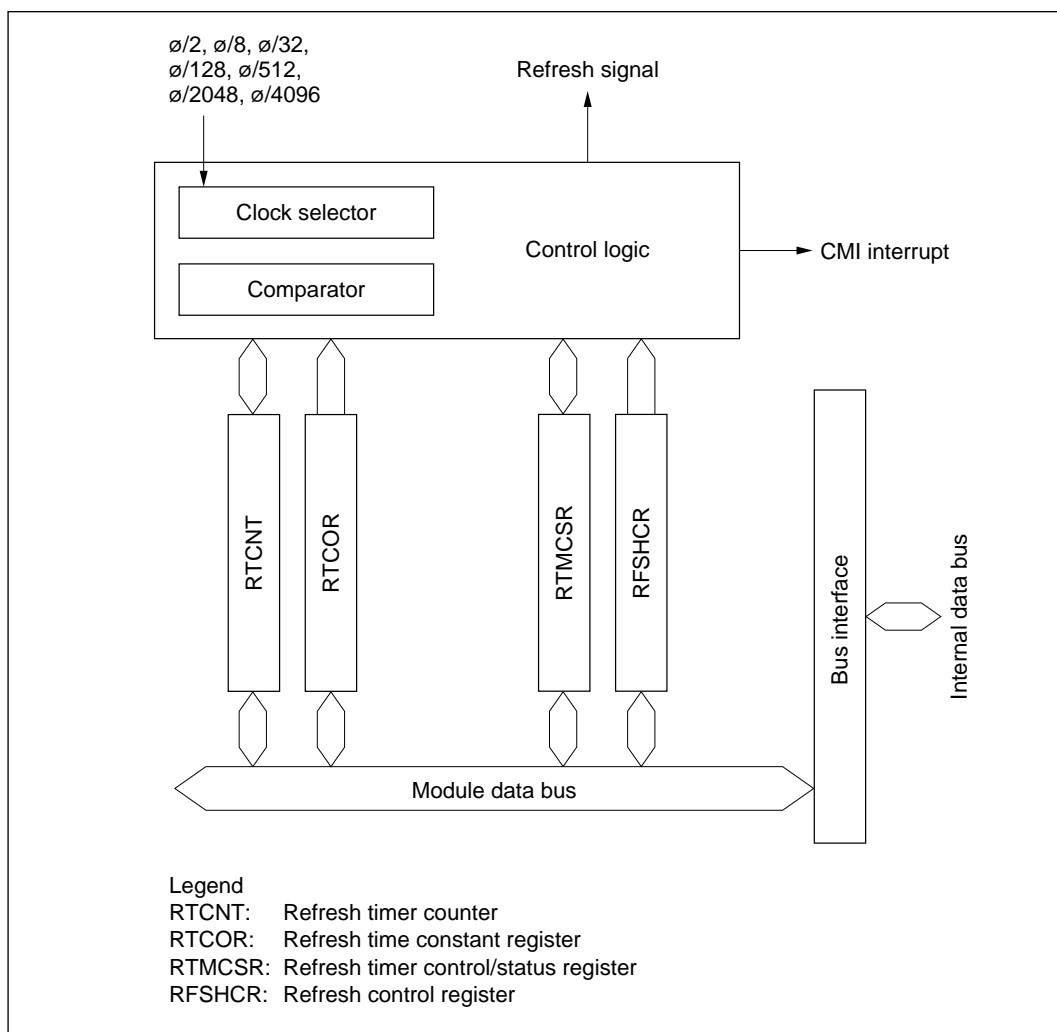 ø/2, ø/8, ø/32,
ø/128, ø/512,
ø/2048, ø/4096
Refresh signal
Clock selector
Control logic
CMI interrupt
Comparator
RTCNT
RTCOR
RTMCSR
RFSHCR
Bus interface
Internal data bus
Module data bus
Legend
RTCNT: Refresh timer counter
RTCOR: Refresh time constant register
RTMCSR: Refresh timer control/status register
RFSHCR: Refresh control register